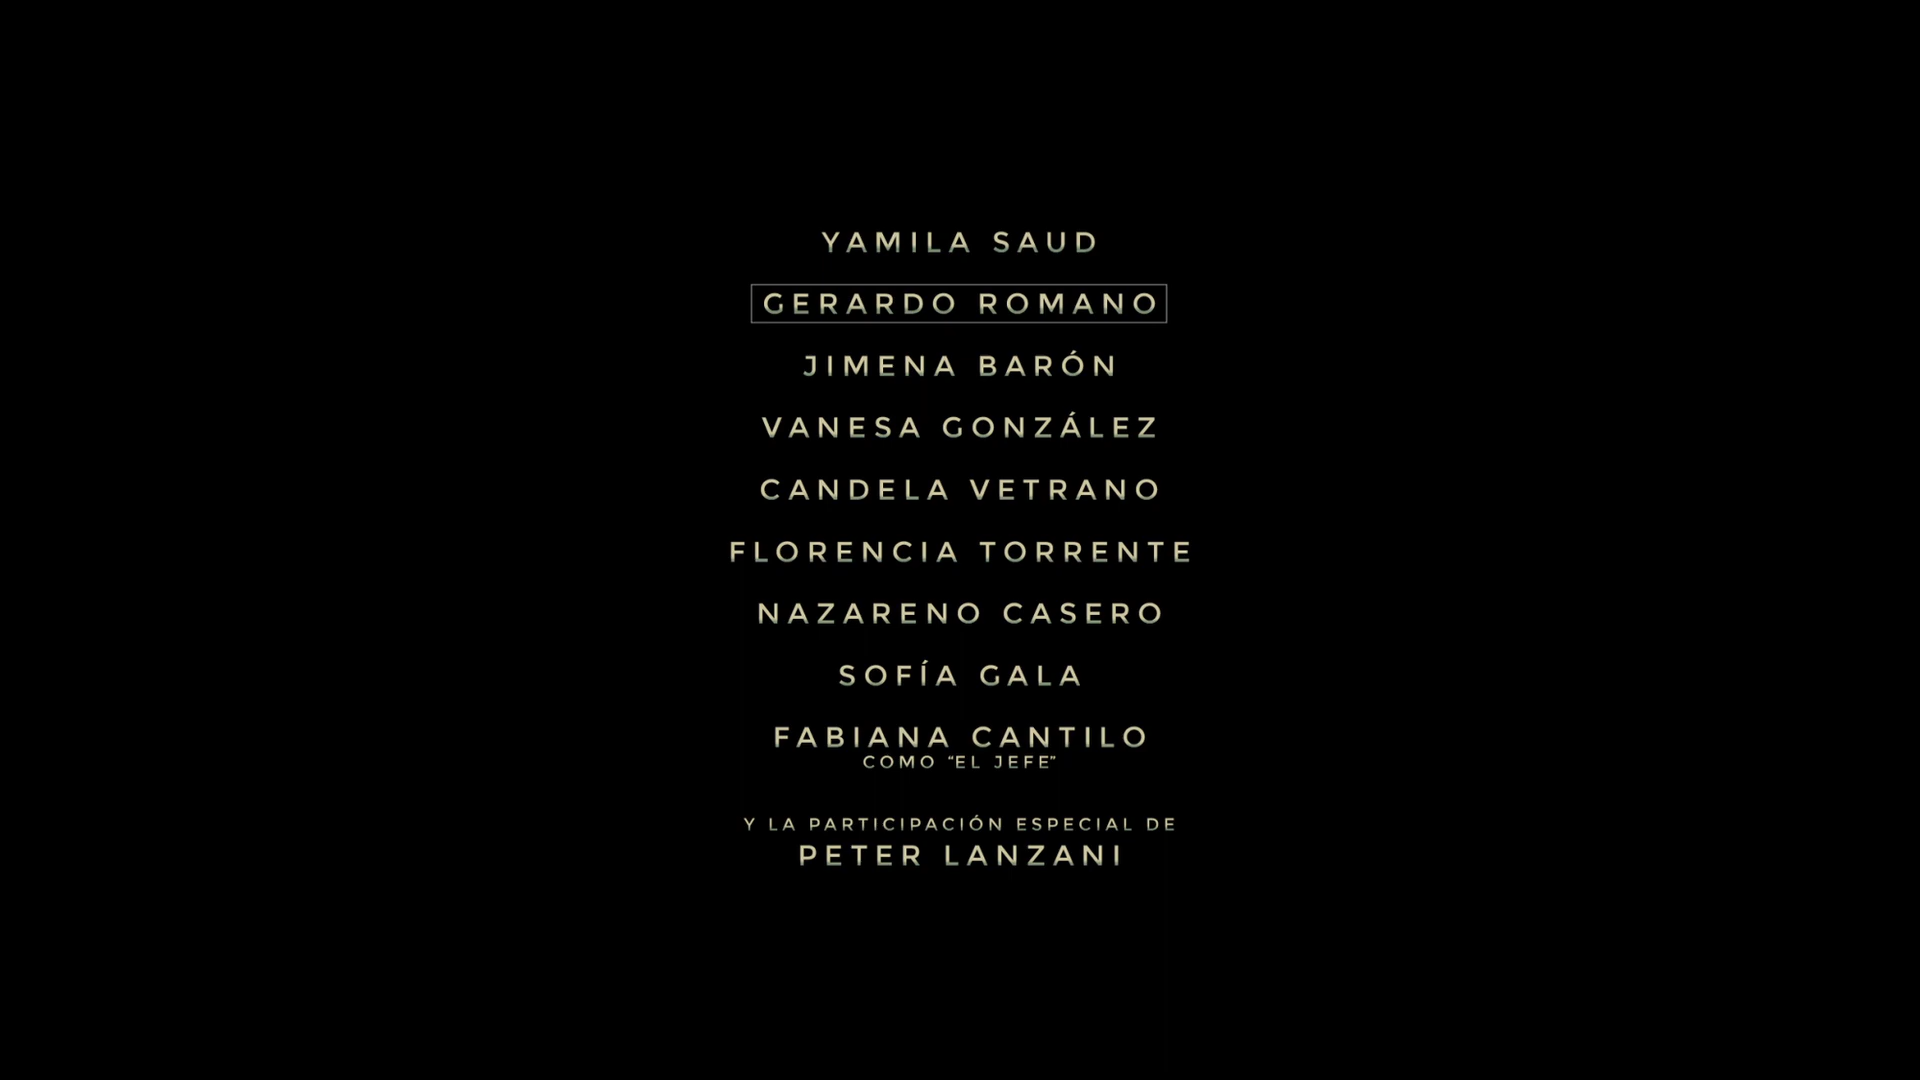 YAMILA SAUD
GERARDO ROMANO
JIMENA BARÓN
VANESA GONZÁLEZ
CANDELA VETRANO
FLORENCIA TORRENTE
NAZARENO CASERO
SOFÍA GALA
FABIANA CANTILO
COMO “EL JEFE”
Y LA PARTICIPACIÓN ESPECIAL DE
PETER LANZANI